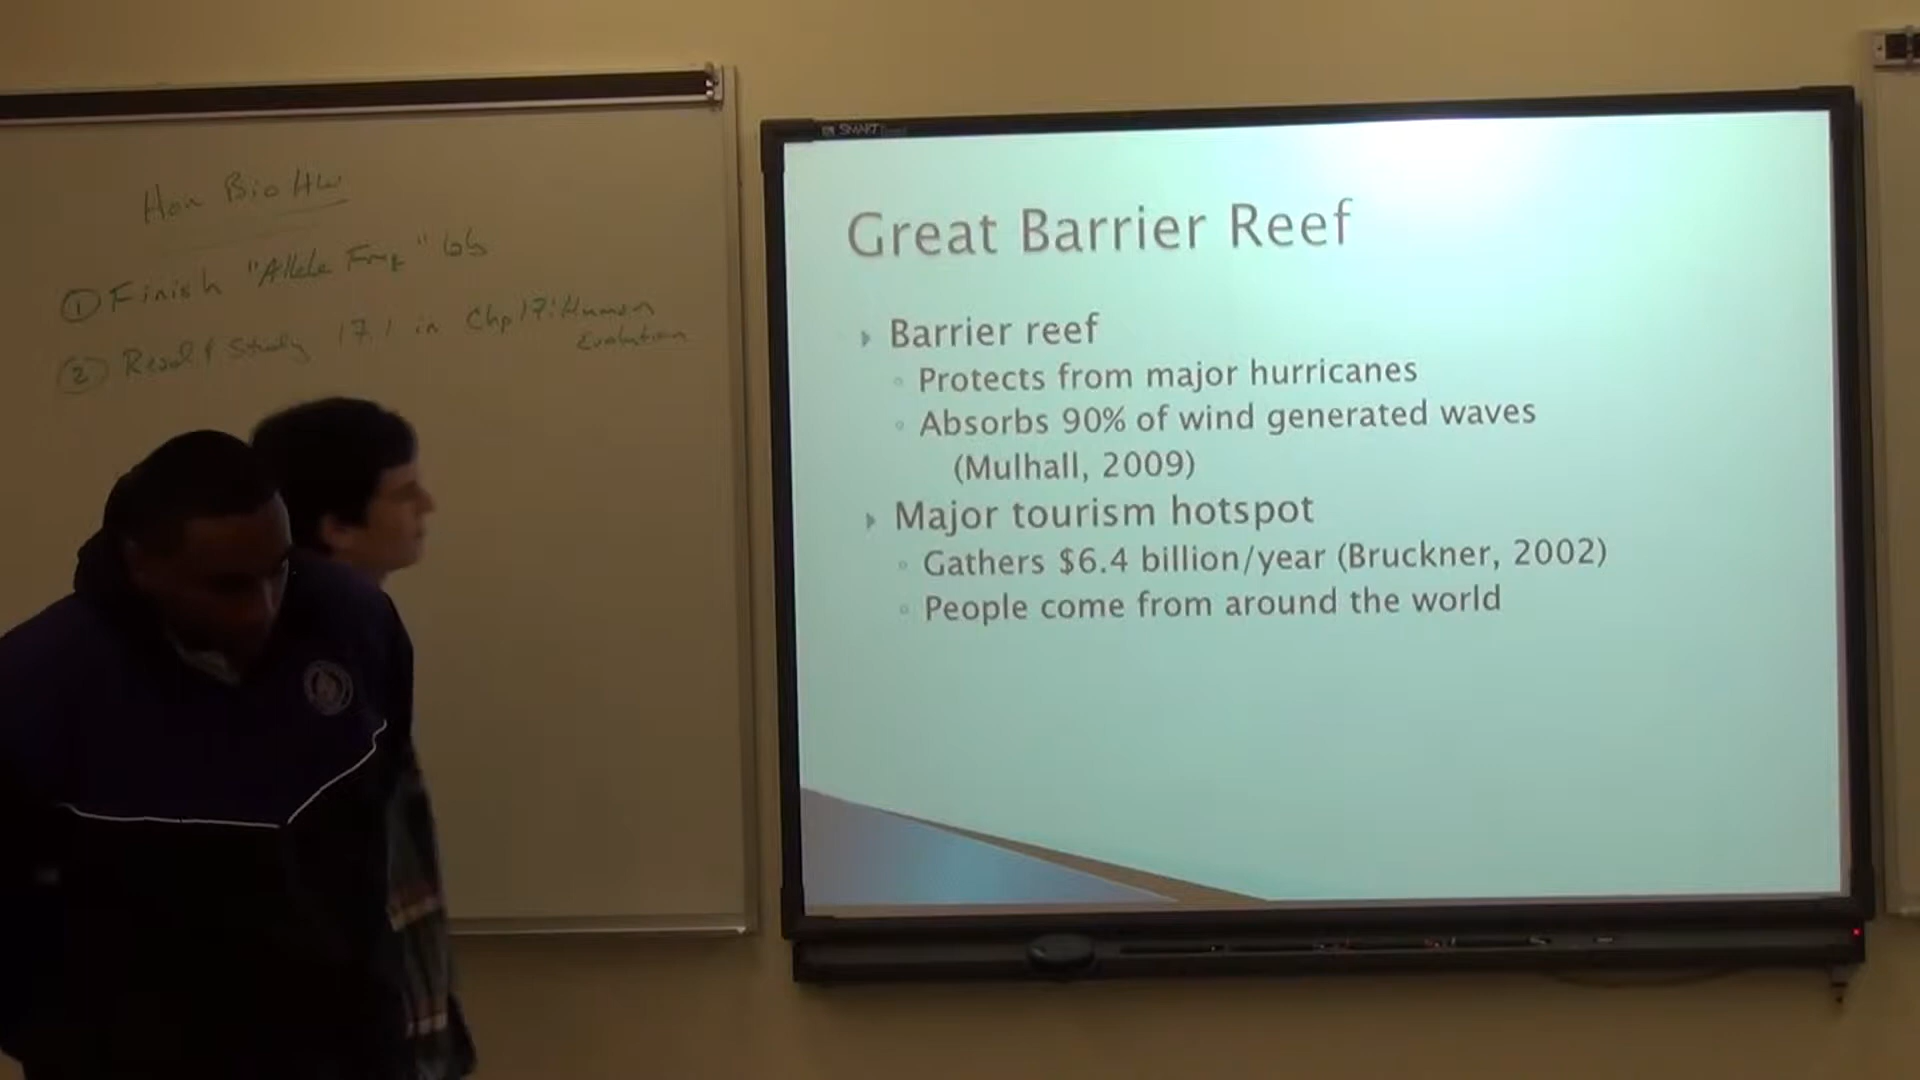 Hon Bio HW
① Finish "Allele Freq" lab
② Read & Study 17.1 in Chp 17: Human
Evolution
SMART
Great Barrier Reef
Barrier reef
Protects from major hurricanes
Absorbs 90% of wind generated waves
(Mulhall, 2009)
Major tourism hotspot
Gathers $6.4 billion/year (Bruckner, 2002)
People come from around the world